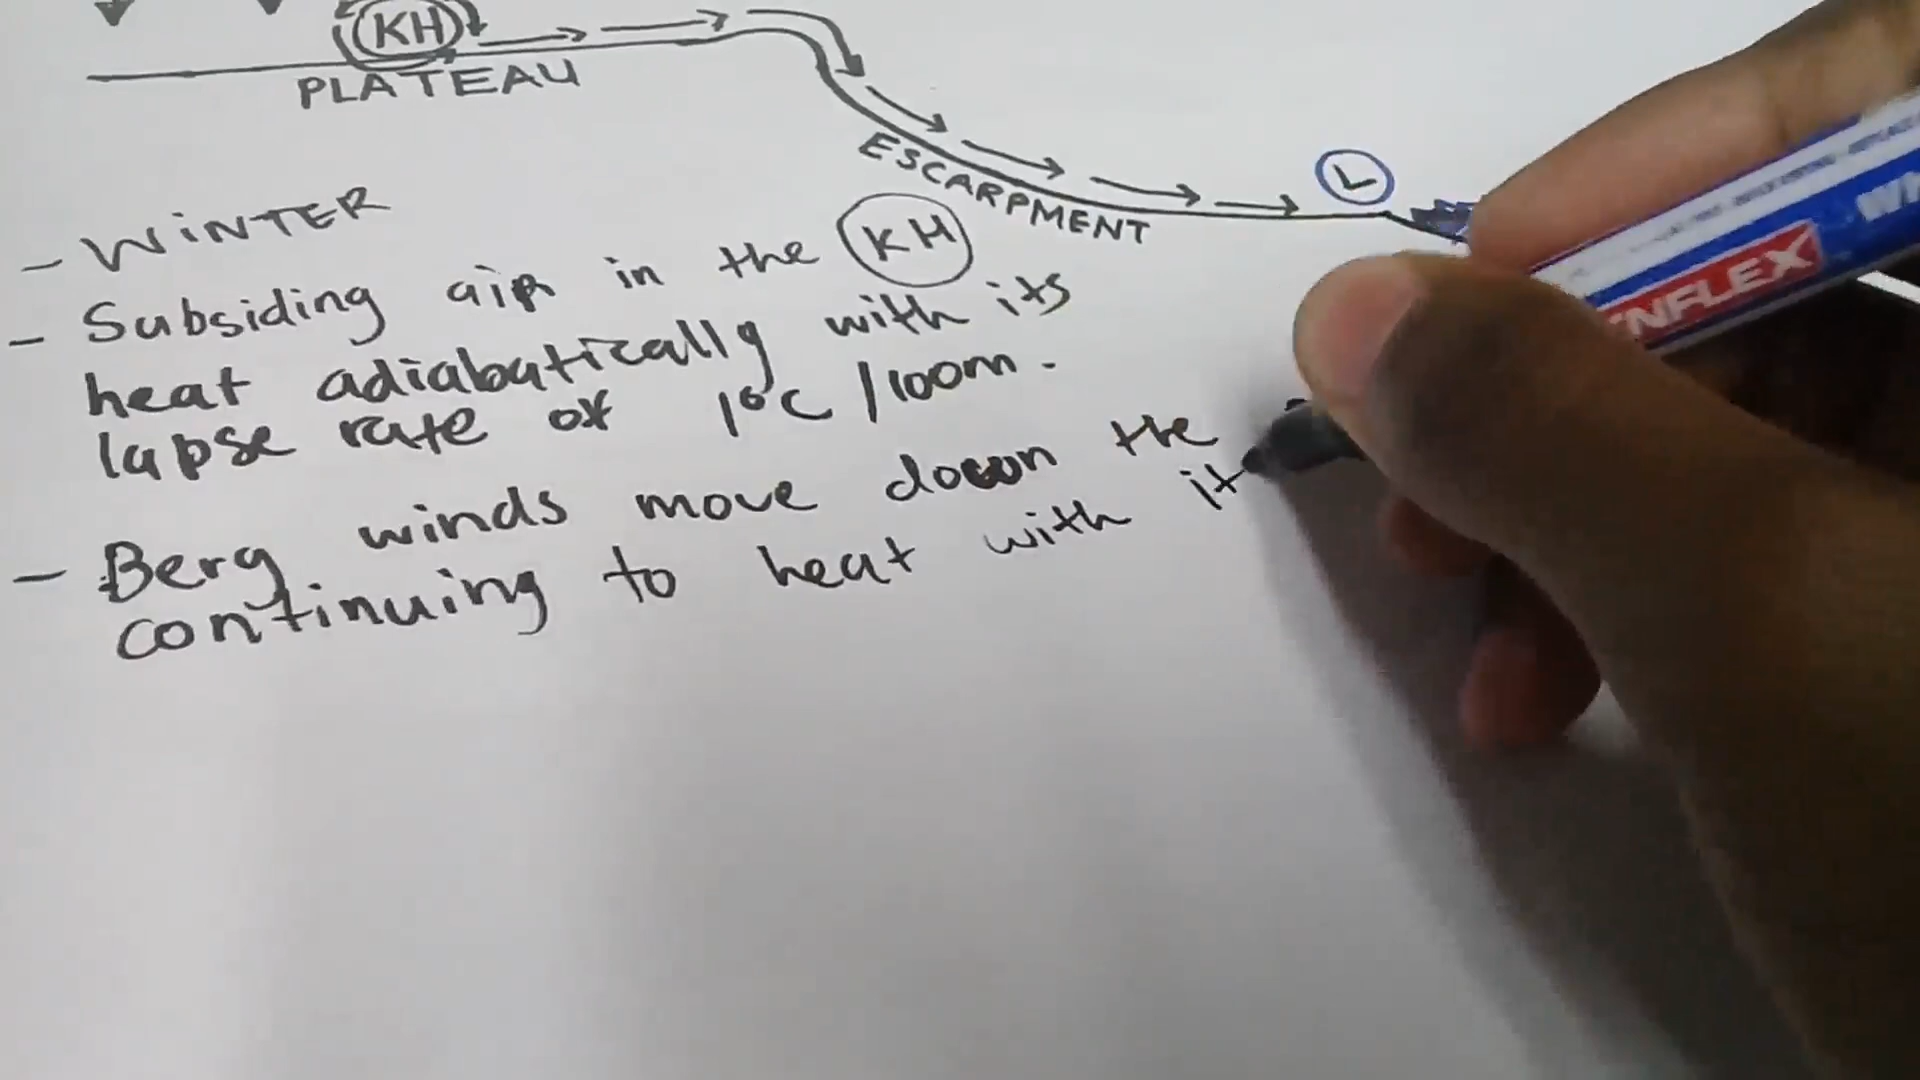 KH
PLATEAU
ESCARPMENT
L
- WINTER
- Subsiding air in the KH
heat adiabatically with its
lapse rate of 1°C /100m.
- Berg winds move down the
continuing to heat with it
ENFLEX